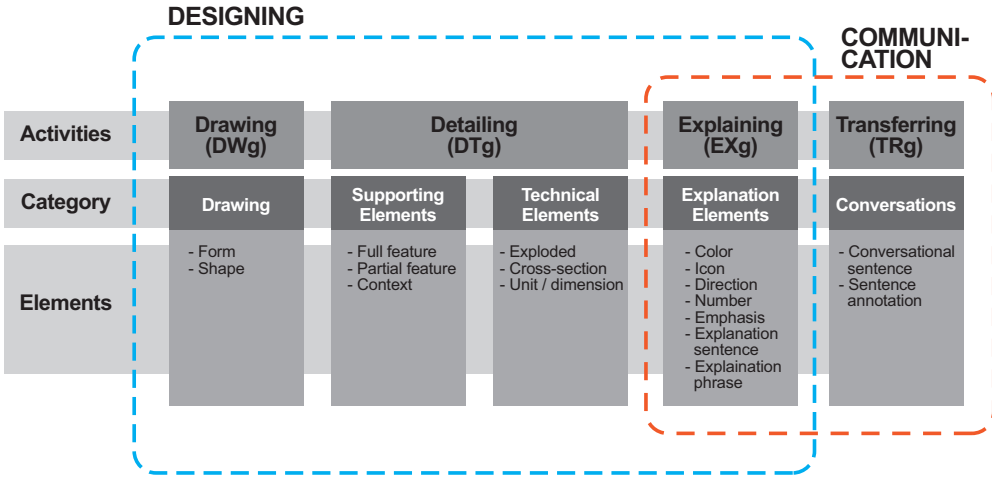 DESIGNING
COMMUNI-
CATION
Activities
Drawing
(DWg)
Detailing
(DTg)
Explaining
(EXg)
Transferring
(TRg)
Category
Drawing
Supporting
Elements
Technical
Elements
Explanation
Elements
Conversations
Elements
- Form
- Shape
- Full feature
- Partial feature
- Context
- Exploded
- Cross-section
- Unit / dimension
- Color
- Icon
- Direction
- Number
- Emphasis
- Explanation
sentence
- Explaination
phrase
- Conversational
sentence
- Sentence
annotation